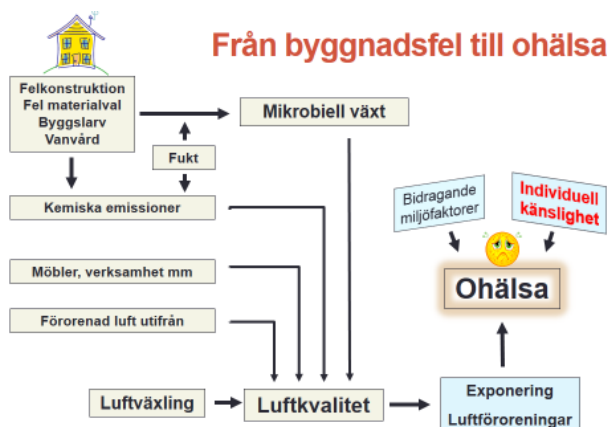 Från byggnadsfel till ohälsa
Felkonstruktion
Fel materialval
Byggslarv
Vanvård
Mikrobiell växt
Fukt
Kemiska emissioner
Bidragande
miljöfaktorer
Individuell
känslighet
Möbler, verksamhet mm
Ohälsa
Förorenad luft utifrån
Luftväxling
Luftkvalitet
Exponering
Luftföroreningar